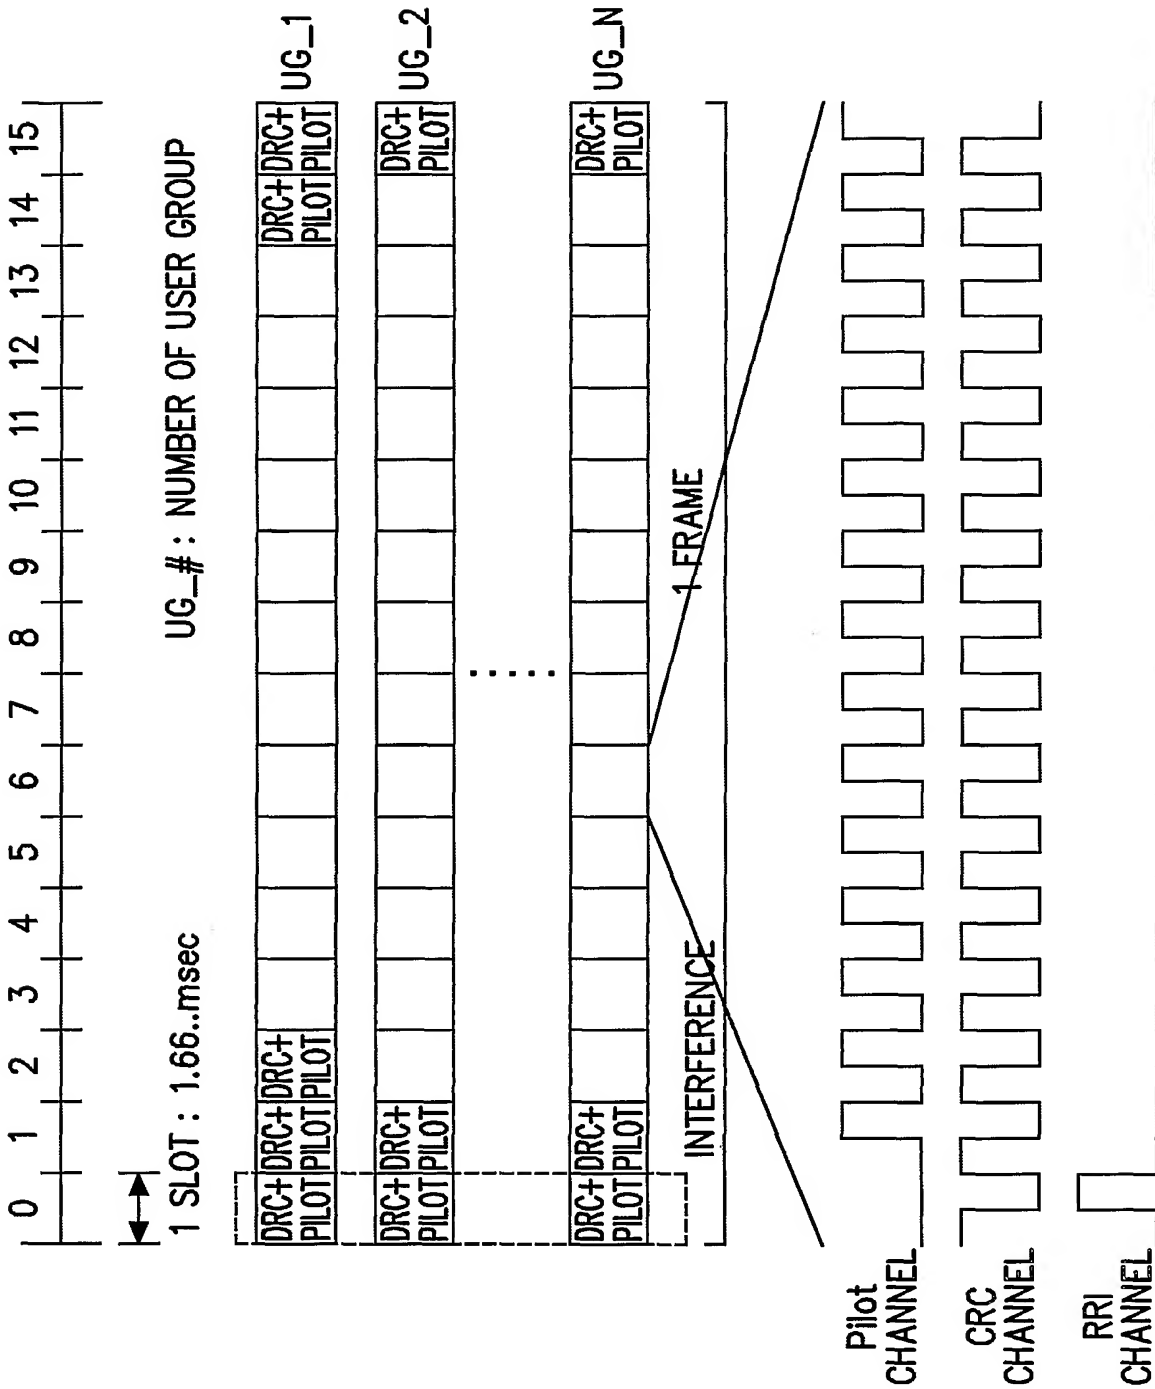 0 1 2 3 4 5 6 7 8 9 10 11 12 13 14 15
1 SLOT : 1.66..msec
UG_# : NUMBER OF USER GROUP
DRC+ DRC+ DRC+ DRC+ DRC+
PILOT PILOT PILOT PILOT PILOT
UG_1
DRC+ DRC+ DRC+
PILOT PILOT PILOT
UG_2
.....
DRC+ DRC+ DRC+
PILOT PILOT PILOT
UG_N
INTERFERENCE
1 FRAME
Pilot
CHANNEL
CRC
CHANNEL
RRI
CHANNEL